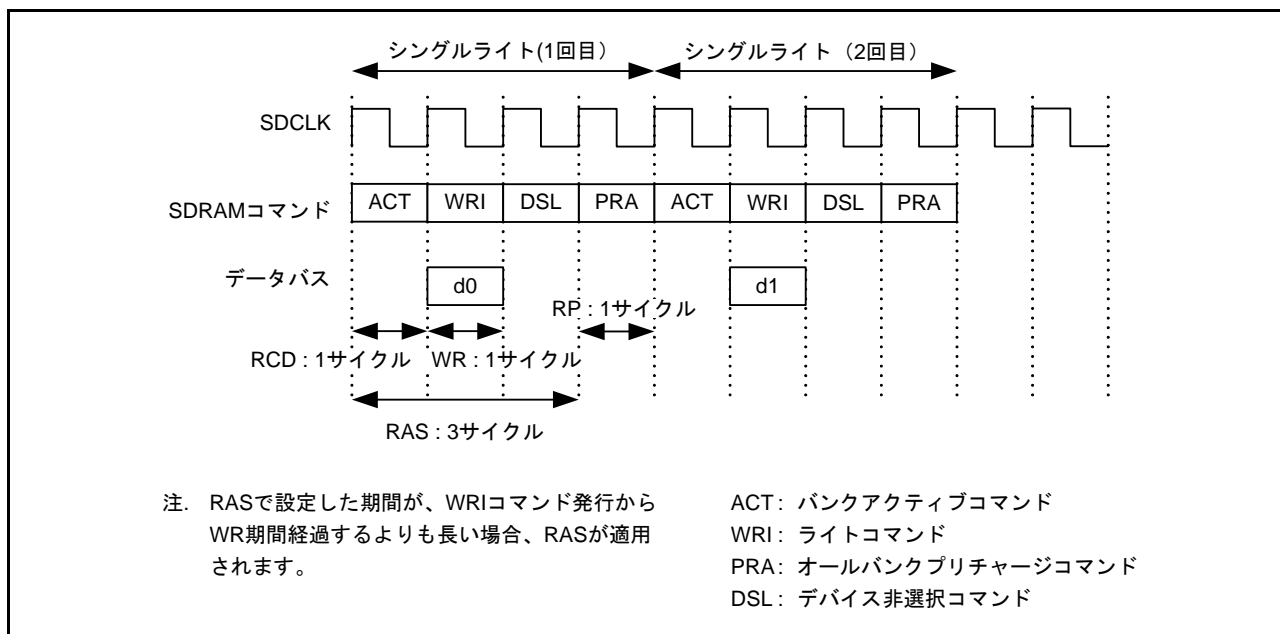 シングルライト(1回目)
シングルライト（2回目）
SDCLK
SDRAMコマンド
ACT WRI DSL PRA ACT WRI DSL PRA
データバス
d0
d1
RP : 1サイクル
RCD : 1サイクル
WR : 1サイクル
RAS : 3サイクル
注. RASで設定した期間が、WRIコマンド発行から
WR期間経過するよりも長い場合、RASが適用
されます。
ACT : バンクアクティブコマンド
WRI : ライトコマンド
PRA : オールバンクプリチャージコマンド
DSL : デバイス非選択コマンド